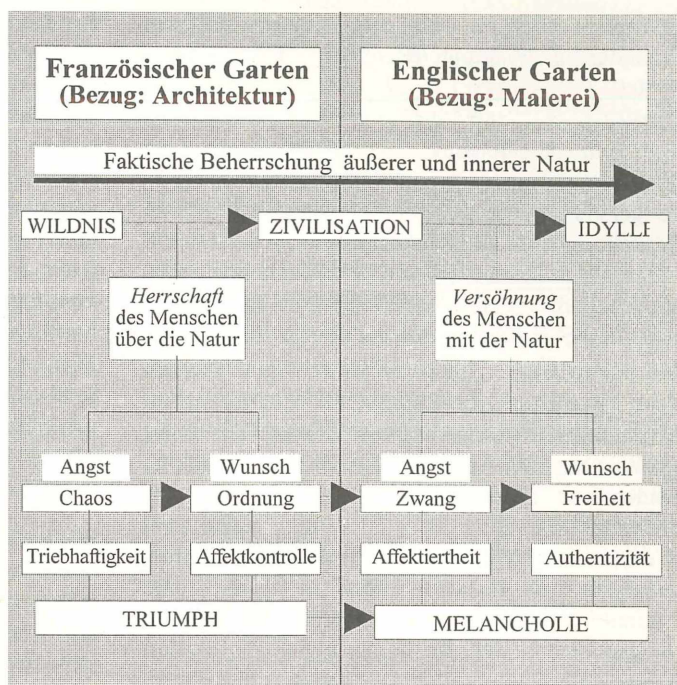 Französischer Garten
(Bezug: Architektur)
Englischer Garten
(Bezug: Malerei)
Faktische Beherrschung äußerer und innerer Natur
WILDNIS
ZIVILISATION
IDYLLE
Herrschaft
des Menschen
über die Natur
Versöhnung
des Menschen
mit der Natur
Angst
Wunsch
Angst
Wunsch
Chaos
Ordnung
Zwang
Freiheit
Triebhaftigkeit
Affektkontrolle
Affektiertheit
Authentizität
TRIUMPH
MELANCHOLIE